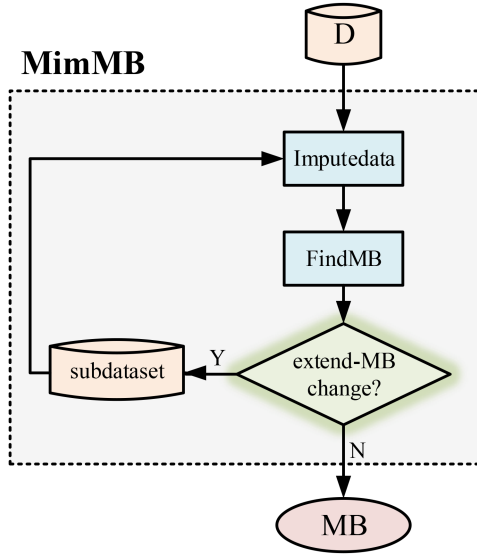 D
MimMB
Imputedata
FindMB
extend-MB
change?
Y
subdataset
N
MB